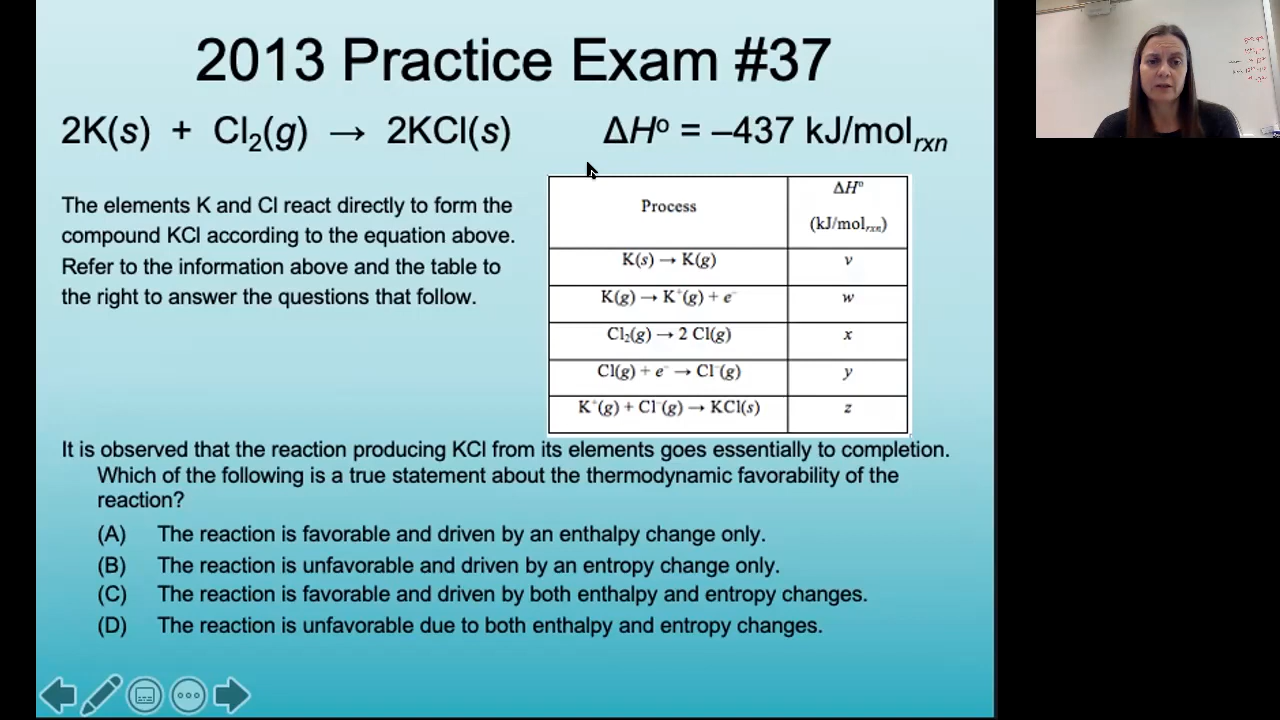 2013 Practice Exam #37
2K(s) + Cl₂(g) → 2KCl(s) ΔH° = –437 kJ/molrxn
The elements K and Cl react directly to form the
compound KCl according to the equation above.
Refer to the information above and the table to
the right to answer the questions that follow.
Process ΔH° (kJ/molrxn)
K(s) → K(g) v
K(g) → K⁺(g) + e⁻ w
Cl₂(g) → 2 Cl(g) x
Cl(g) + e⁻ → Cl⁻(g) y
K⁺(g) + Cl⁻(g) → KCl(s) z
It is observed that the reaction producing KCl from its elements goes essentially to completion.
Which of the following is a true statement about the thermodynamic favorability of the
reaction?
(A) The reaction is favorable and driven by an enthalpy change only.
(B) The reaction is unfavorable and driven by an entropy change only.
(C) The reaction is favorable and driven by both enthalpy and entropy changes.
(D) The reaction is unfavorable due to both enthalpy and entropy changes.